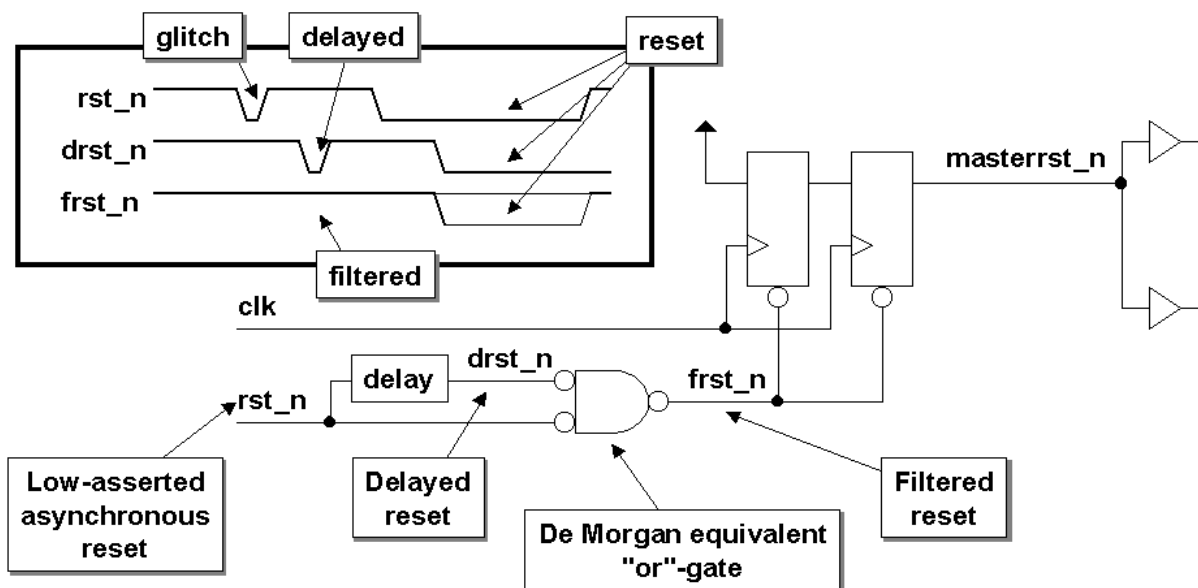 glitch
delayed
reset
rst_n
drst_n
frst_n
filtered
masterrst_n
clk
drst_n
delay
frst_n
rst_n
Low-asserted
asynchronous
reset
Delayed
reset
De Morgan equivalent
"or"-gate
Filtered
reset